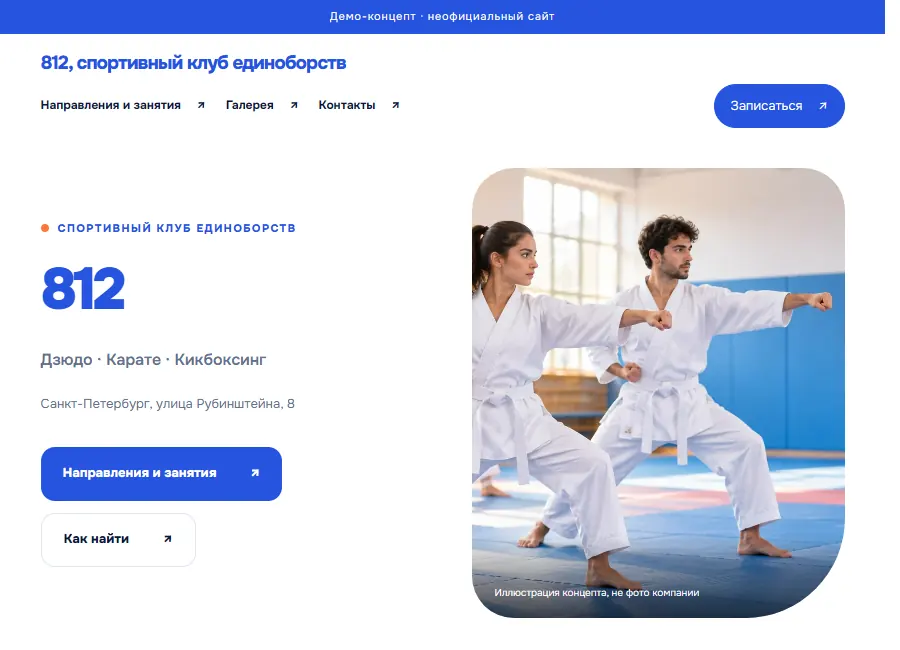 Демо-концепт · неофициальный сайт
812, спортивный клуб единоборств
Направления и занятия ↗ Галерея ↗ Контакты ↗
Записаться ↗
СПОРТИВНЫЙ КЛУБ ЕДИНОБОРСТВ
812
Дзюдо · Карате · Кикбоксинг
Санкт-Петербург, улица Рубинштейна, 8
Направления и занятия ↗
Как найти ↗
Иллюстрация концепта, не фото компании